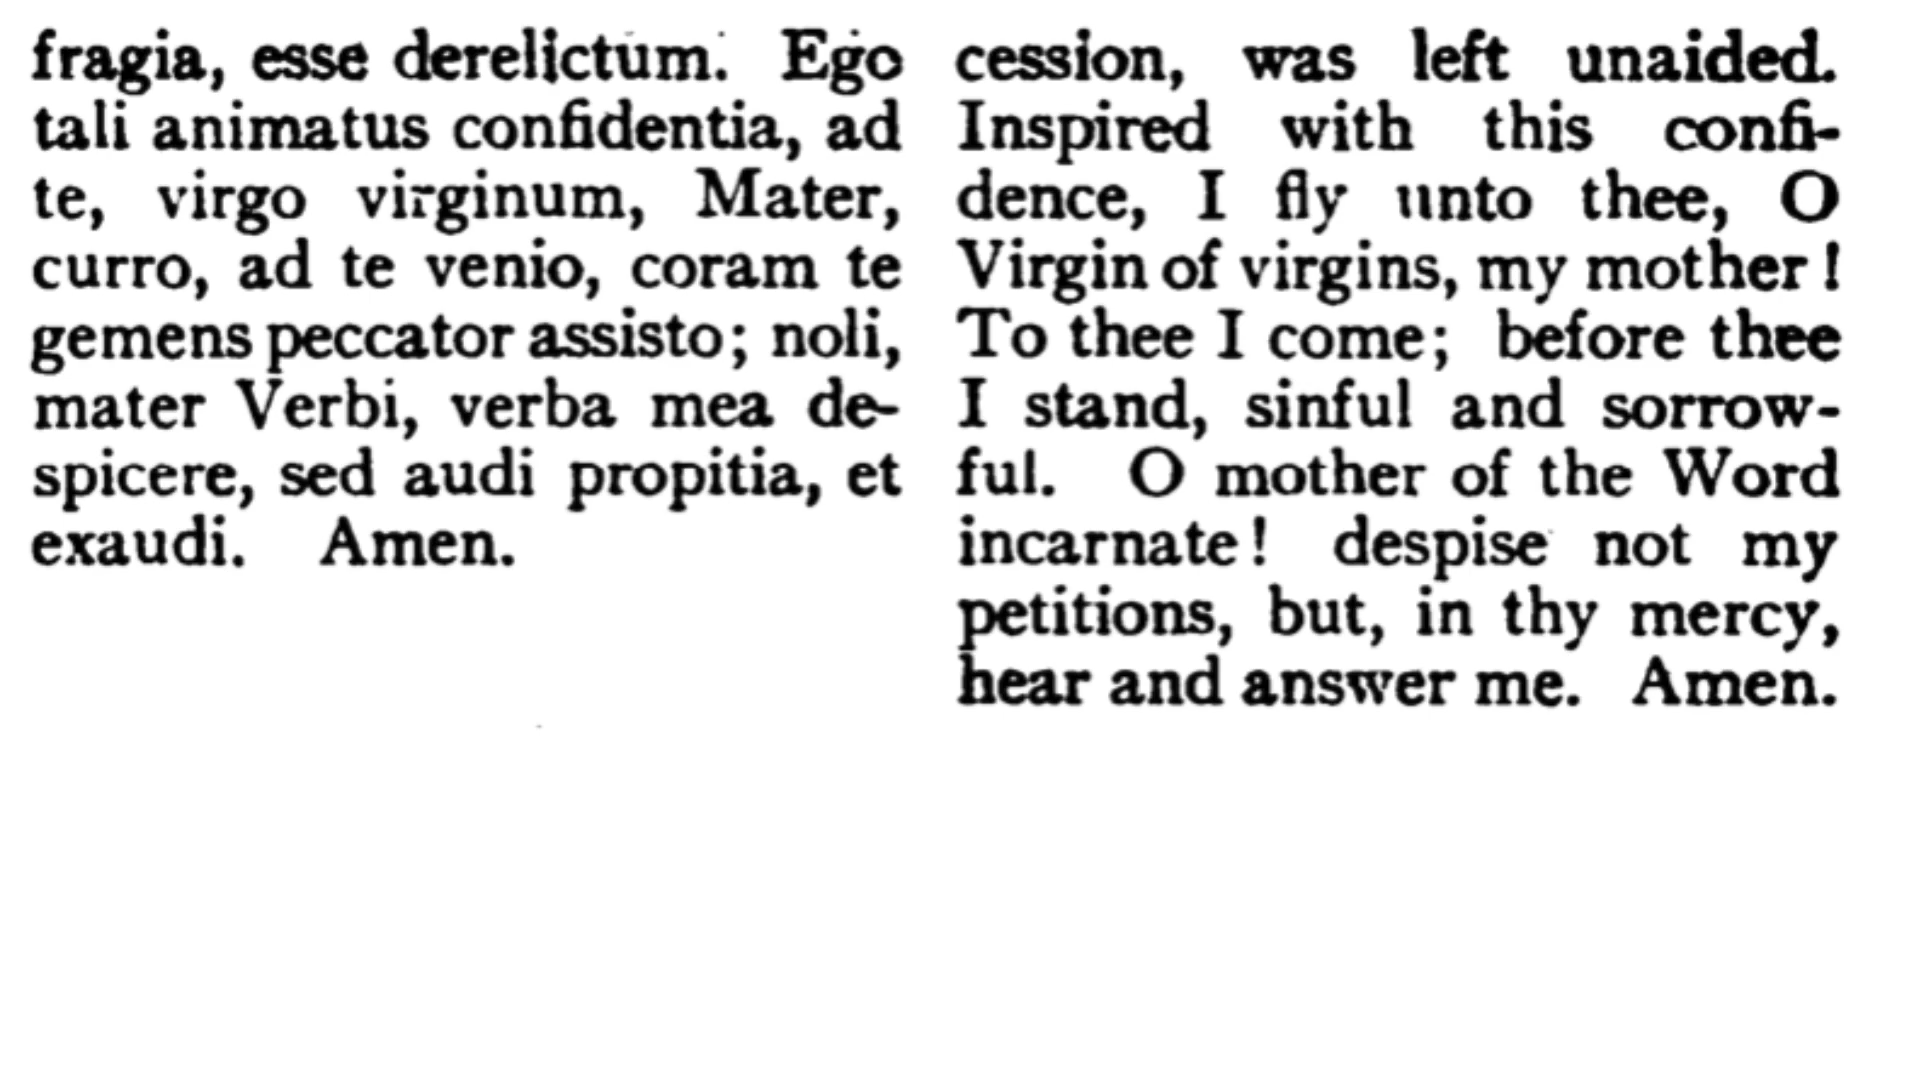 fragia, esse derelictum. Ego
tali animatus confidentia, ad
te, virgo virginum, Mater,
curro, ad te venio, coram te
gemens peccator assisto; noli,
mater Verbi, verba mea de-
spicere, sed audi propitia, et
exaudi. Amen.
cession, was left unaided.
Inspired with this confi-
dence, I fly unto thee, O
Virgin of virgins, my mother!
To thee I come; before thee
I stand, sinful and sorrow-
ful. O mother of the Word
incarnate! despise not my
petitions, but, in thy mercy,
hear and answer me. Amen.